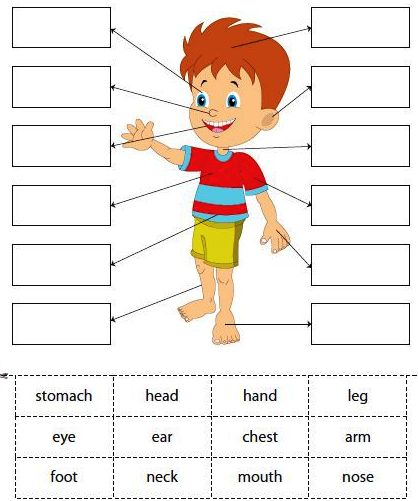 stomach head hand leg
eye ear chest arm
foot neck mouth nose